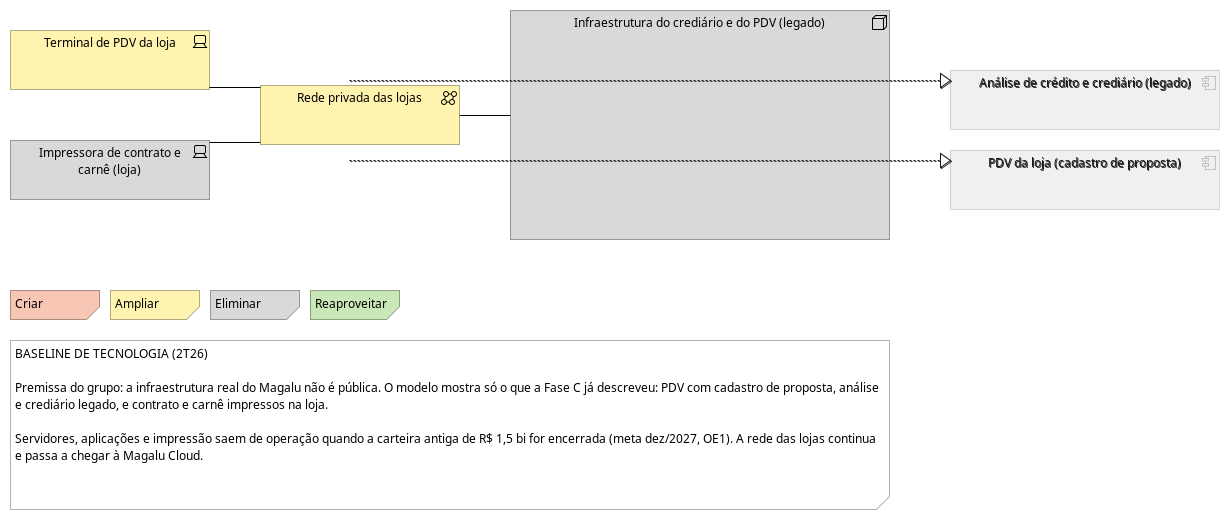 Infraestrutura do crediário e do PDV (legado)
Terminal de PDV da loja
Análise de crédito e crediário (legado)
Rede privada das lojas
Impressora de contrato e
carnê (loja)
PDV da loja (cadastro de proposta)
Criar
Ampliar
Eliminar
Reaproveitar
BASELINE DE TECNOLOGIA (2T26)
Premissa do grupo: a infraestrutura real do Magalu não é pública. O modelo mostra só o que a Fase C já descreveu: PDV com cadastro de proposta, análise
e crediário legado, e contrato e carnê impressos na loja.
Servidores, aplicações e impressão saem de operação quando a carteira antiga de R$ 1,5 bi for encerrada (meta dez/2027, OE1). A rede das lojas continua
e passa a chegar à Magalu Cloud.